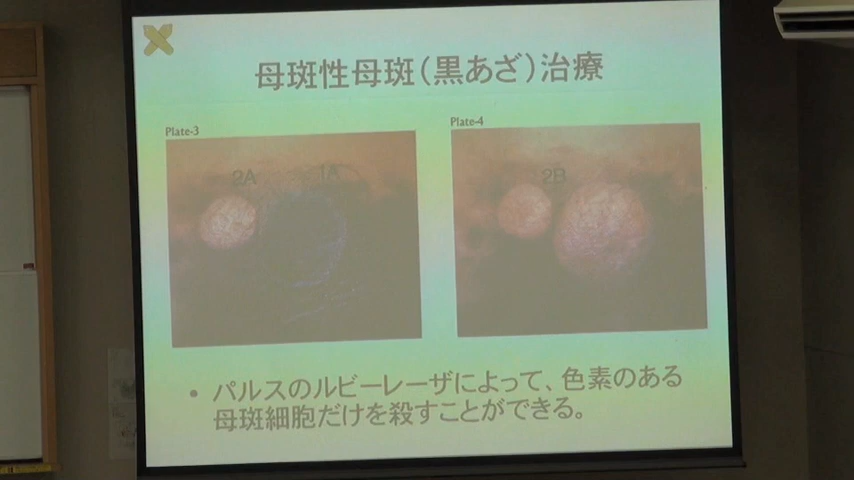 母斑性母斑（黒あざ）治療
Plate-3
Plate-4
2A
1A
2B
• パルスのルビーレーザによって、色素のある
母斑細胞だけを殺すことができる。